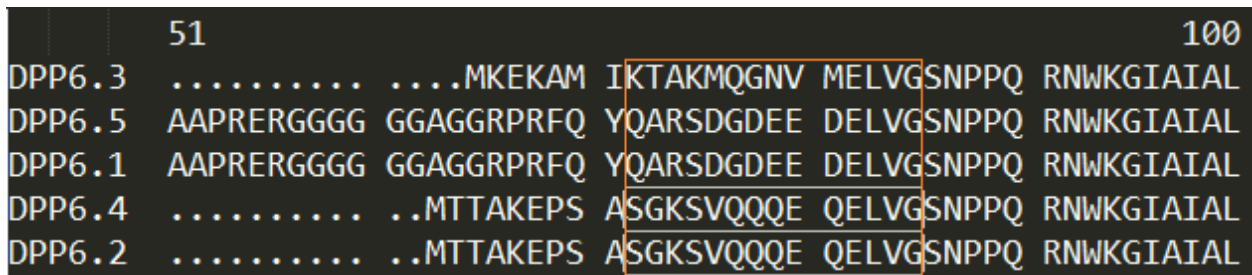 51 100
DPP6.3 .......... ....MKEKAM IKTAKMQGNV MELVGSNPPQ RNWKGIAIAL
DPP6.5 AAPRERGGGG GGAGGRPRFQ YQARSDGDEE DELVGSNPPQ RNWKGIAIAL
DPP6.1 AAPRERGGGG GGAGGRPRFQ YQARSDGDEE DELVGSNPPQ RNWKGIAIAL
DPP6.4 .......... ..MTTAKEPS ASGKSVQQQE QELVGSNPPQ RNWKGIAIAL
DPP6.2 .......... ..MTTAKEPS ASGKSVQQQE QELVGSNPPQ RNWKGIAIAL